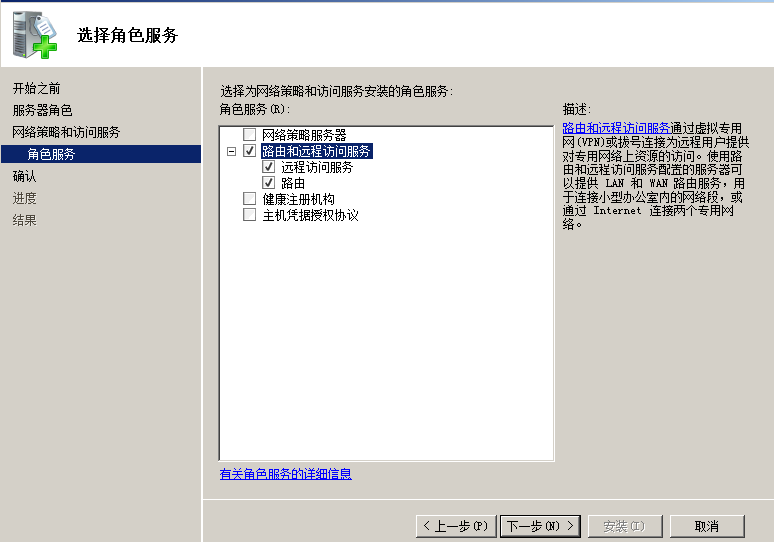 选择角色服务
开始之前
服务器角色
网络策略和访问服务
角色服务
确认
进度
结果
选择为网络策略和访问服务安装的角色服务:
角色服务(R):
网络策略服务器
路由和远程访问服务
远程访问服务
路由
健康注册机构
主机凭据授权协议
有关角色服务的详细信息
描述:
路由和远程访问服务通过虚拟专用
网(VPN)或拔号连接为远程用户提供
对专用网络上资源的访问。使用路
由和远程访问服务配置的服务器可
以提供 LAN 和 WAN 路由服务，用
于连接小型办公室内的网络段，或
通过 Internet 连接两个专用网
络。
< 上一步(P)
下一步(N) >
安装(I)
取消